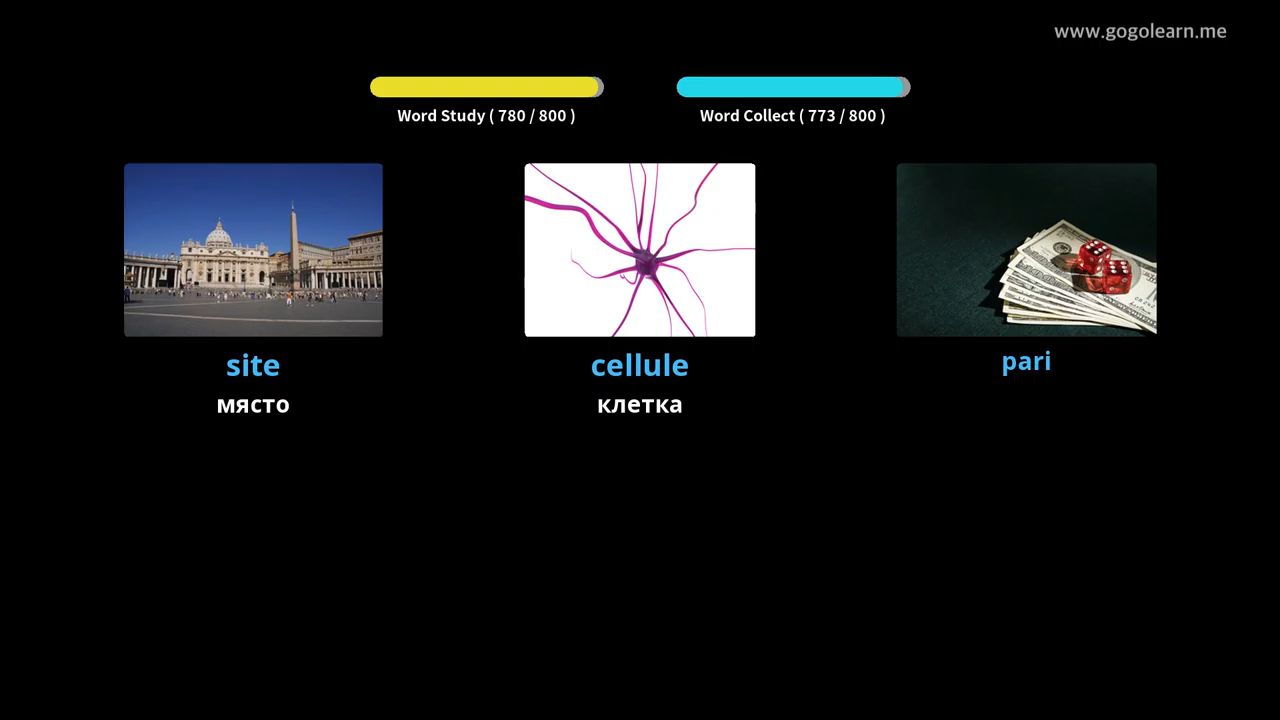 www.gogolearn.me
Word Study ( 780 / 800 )
Word Collect ( 773 / 800 )
site
cellule
pari
място
клетка